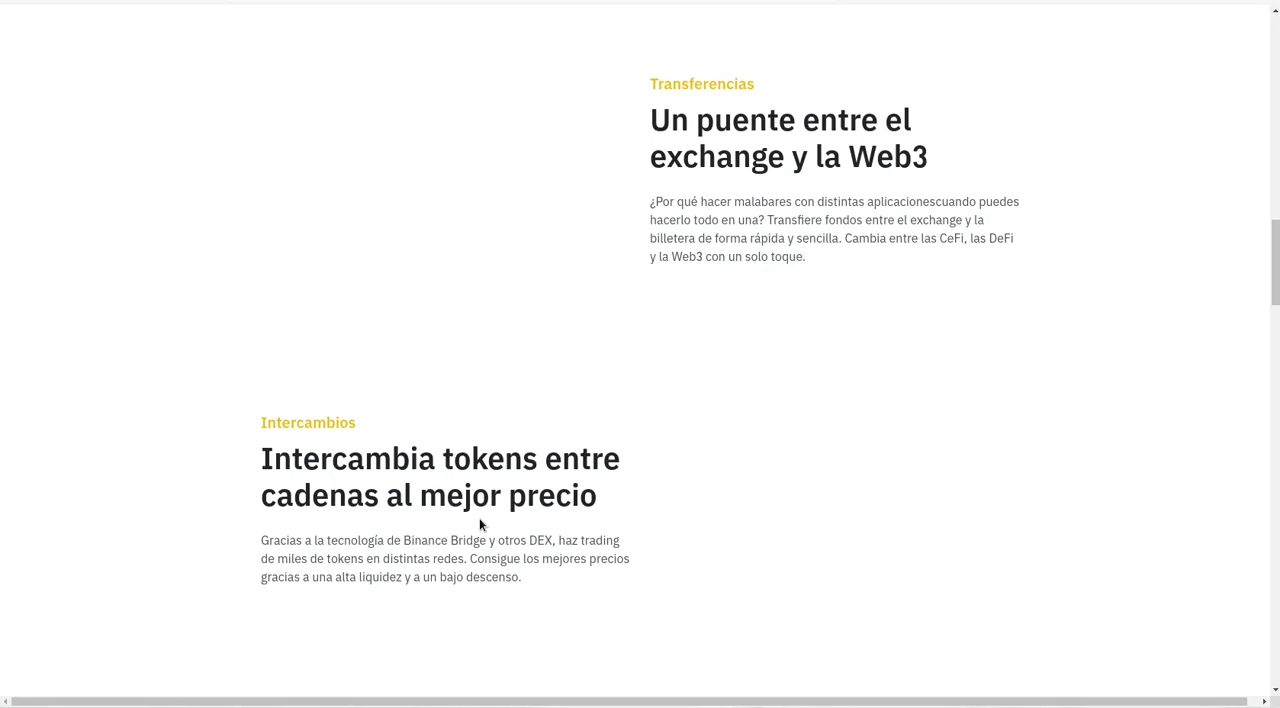 Transferencias
Un puente entre el
exchange y la Web3
¿Por qué hacer malabares con distintas aplicacionescuando puedes
hacerlo todo en una? Transfiere fondos entre el exchange y la
billetera de forma rápida y sencilla. Cambia entre las CeFi, las DeFi
y la Web3 con un solo toque.
Intercambios
Intercambia tokens entre
cadenas al mejor precio
Gracias a la tecnología de Binance Bridge y otros DEX, haz trading
de miles de tokens en distintas redes. Consigue los mejores precios
gracias a una alta liquidez y a un bajo descenso.